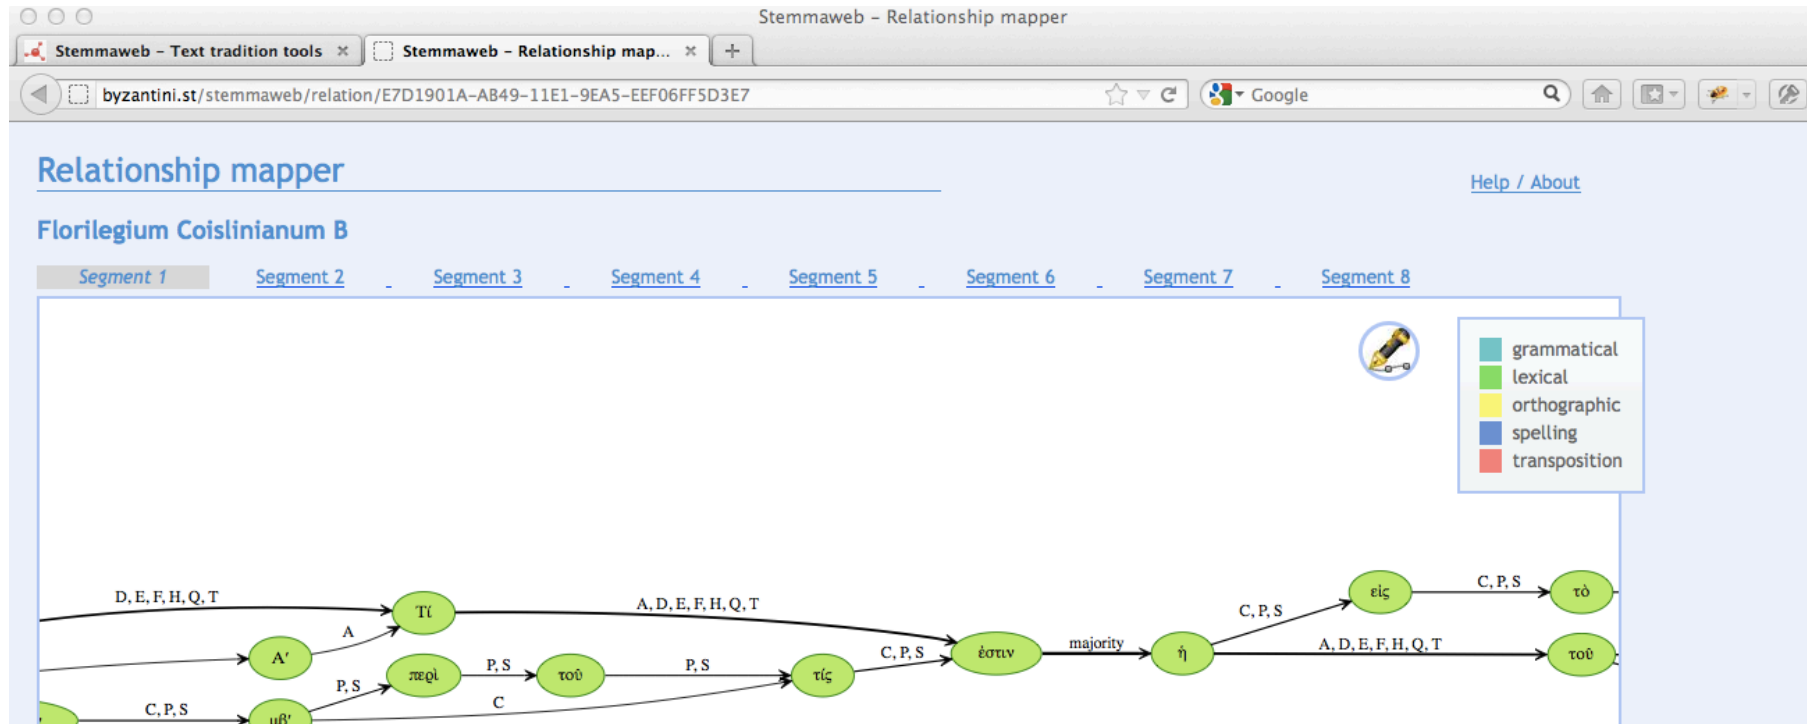 Stemmaweb – Relationship mapper
Stemmaweb – Text tradition tools
Stemmaweb – Relationship map...
byzantini.st/stemmaweb/relation/E7D1901A-AB49-11E1-9EA5-EEF06FF5D3E7
Google
Relationship mapper
Help / About
Florilegium Coislinianum B
Segment 1 Segment 2 Segment 3 Segment 4 Segment 5 Segment 6 Segment 7 Segment 8
grammatical
lexical
orthographic
spelling
transposition
D, E, F, H, Q, T
Τί
A, D, E, F, H, Q, T
C, P, S
εἰς
C, P, S
τὸ
A
Α′
περὶ
P, S
τοῦ
P, S
τίς
C, P, S
ἐστιν
majority
ἡ
A, D, E, F, H, Q, T
τοῦ
P, S
C
C, P, S
μβ′